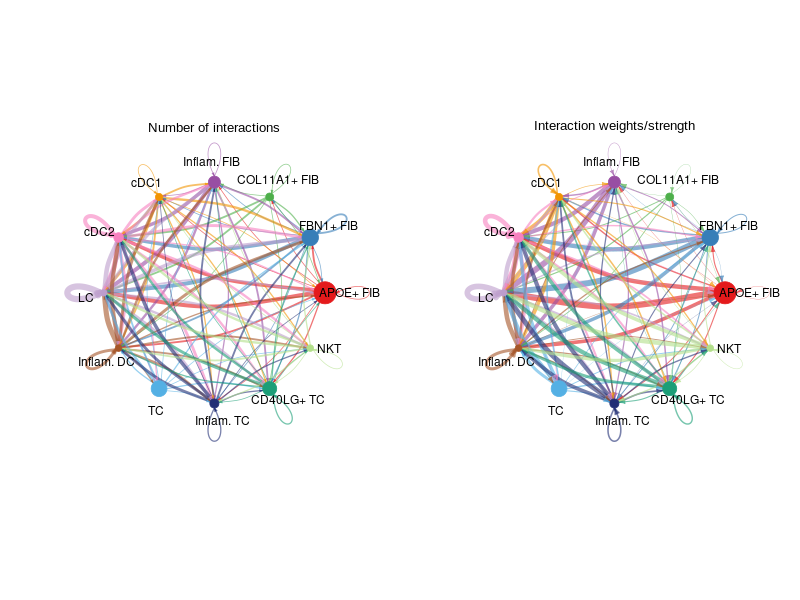 Number of interactions
Inflam. FIB
cDC1
COL11A1+ FIB
cDC2
FBN1+ FIB
LC
APOE+ FIB
Inflam. DC
NKT
TC
CD40LG+ TC
Inflam. TC
Interaction weights/strength
Inflam. FIB
cDC1
COL11A1+ FIB
cDC2
FBN1+ FIB
LC
APOE+ FIB
Inflam. DC
NKT
TC
CD40LG+ TC
Inflam. TC